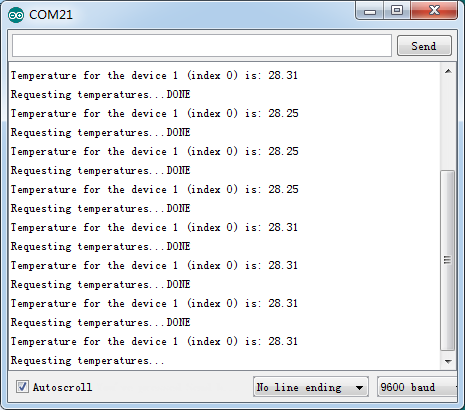 COM21
Send
Temperature for the device 1 (index 0) is: 28.31
Requesting temperatures...DONE
Temperature for the device 1 (index 0) is: 28.25
Requesting temperatures...DONE
Temperature for the device 1 (index 0) is: 28.25
Requesting temperatures...DONE
Temperature for the device 1 (index 0) is: 28.25
Requesting temperatures...DONE
Temperature for the device 1 (index 0) is: 28.31
Requesting temperatures...DONE
Temperature for the device 1 (index 0) is: 28.31
Requesting temperatures...DONE
Temperature for the device 1 (index 0) is: 28.31
Requesting temperatures...DONE
Temperature for the device 1 (index 0) is: 28.31
Requesting temperatures...
Autoscroll
No line ending
9600 baud